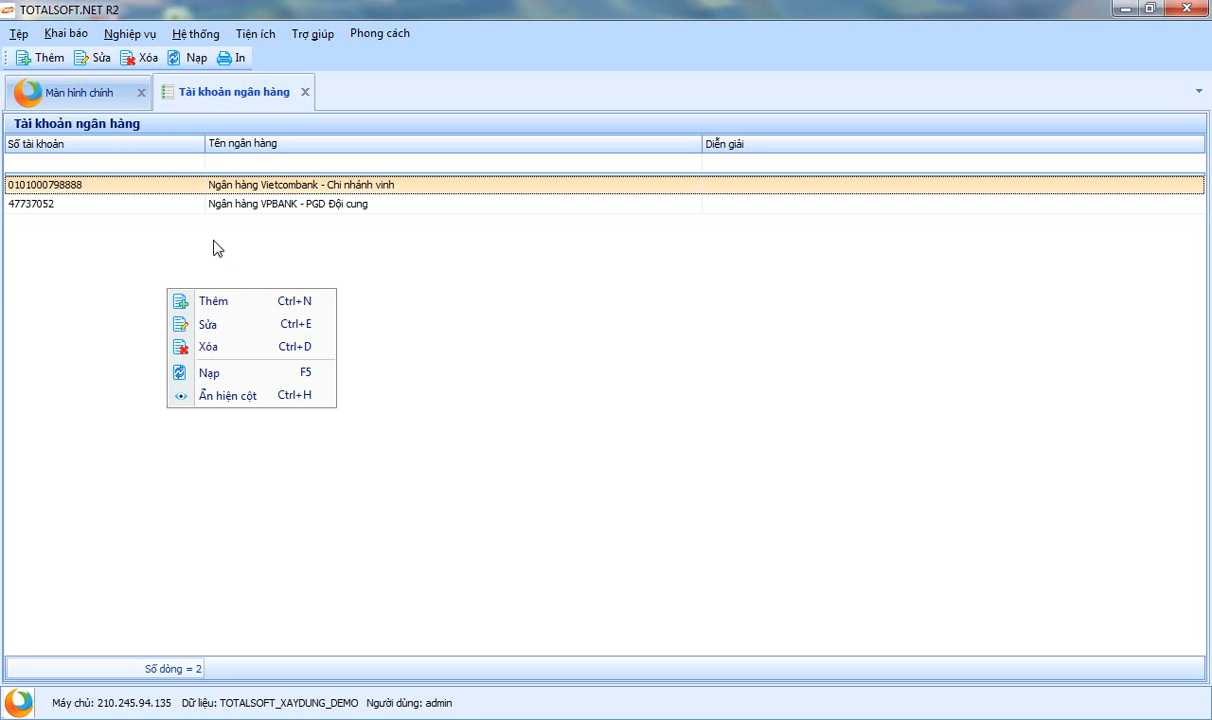 TOTALSOFT.NET R2
Tệp Khai báo Nghiệp vụ Hệ thống Tiện ích Trợ giúp Phong cách
Thêm Sửa Xóa Nạp In
Màn hình chính Tài khoản ngân hàng
Tài khoản ngân hàng
Số tài khoản Tên ngân hàng Diễn giải
0101000798888 Ngân hàng Vietcombank - Chi nhánh vinh
47737052 Ngân hàng VPBANK - PGD Đội cung
Thêm Ctrl+N
Sửa Ctrl+E
Xóa Ctrl+D
Nạp F5
Ẩn hiện cột Ctrl+H
Số dòng = 2
Máy chủ: 210.245.94.135 Dữ liệu: TOTALSOFT_XAYDUNG_DEMO Người dùng: admin